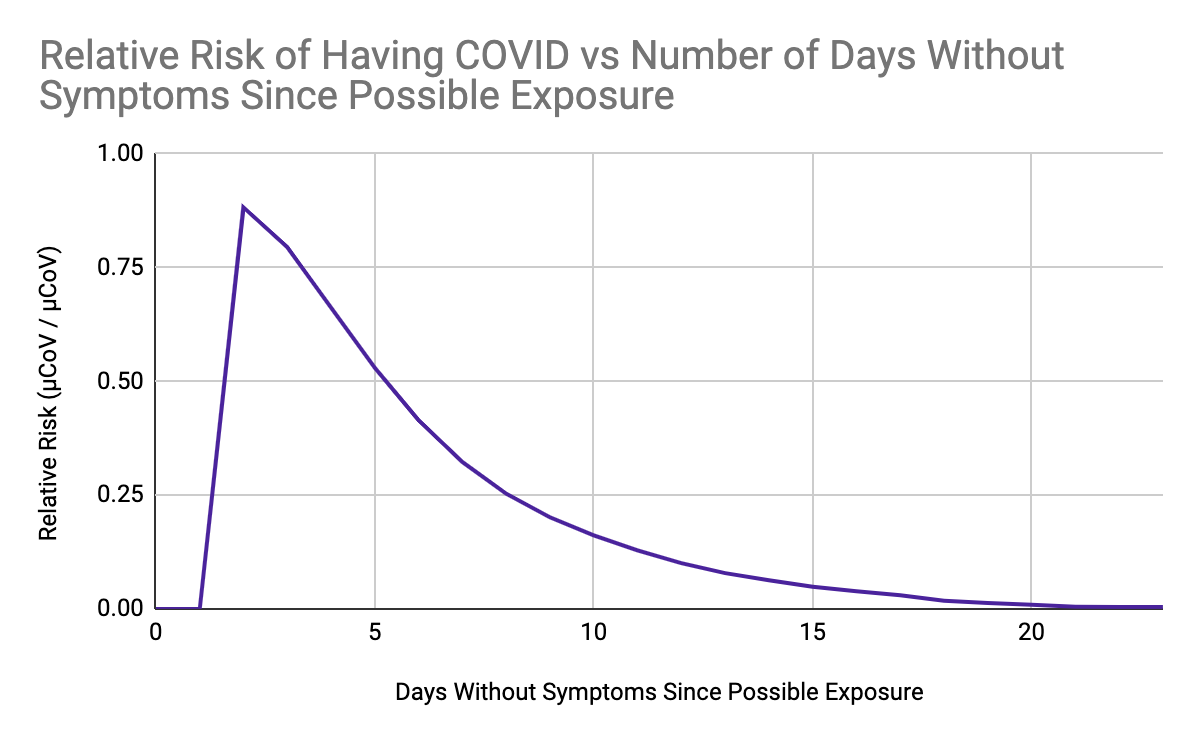 Relative Risk of Having COVID vs Number of Days Without
Symptoms Since Possible Exposure
1.00
0.75
0.50
0.25
0.00
Relative Risk (μCoV / μCoV)
0
5
10
15
20
Days Without Symptoms Since Possible Exposure